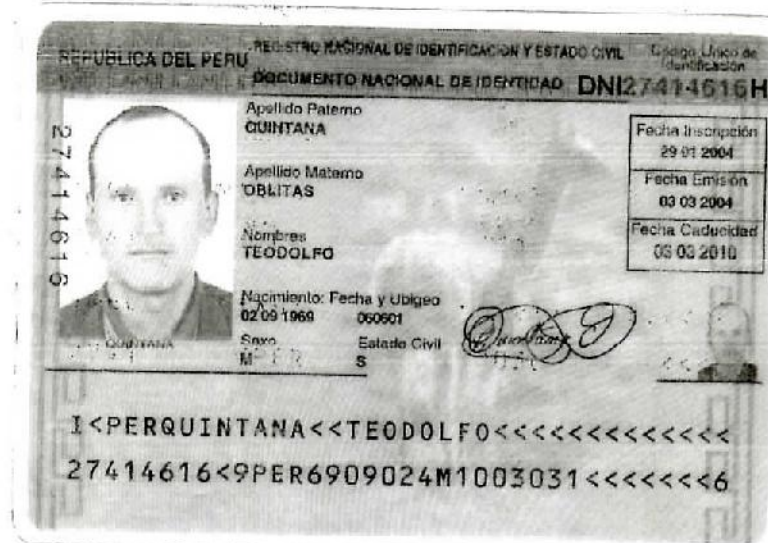 REPUBLICA DEL PERU
REGISTRO NACIONAL DE IDENTIFICACION Y ESTADO CIVIL
Código Unico de Identificación
DOCUMENTO NACIONAL DE IDENTIDAD DNI27414616H
27414616
Apellido Paterno
QUINTANA
Apellido Materno
OBLITAS
Nombres
TEODOLFO
Nacimiento: Fecha y Ubigeo
02 09 1969 060601
Sexo Estado Civil
M S
Fecha Inscripción
29 01 2004
Fecha Emisión
03 03 2004
Fecha Caducidad
03 03 2010
QUINTANA
I<PERQUINTANA<<TEODOLFO<<<<<<<<<<<<<
27414616<9PER6909024M1003031<<<<<<<6